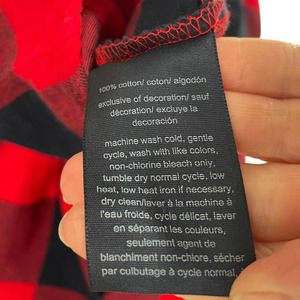 100% cotton/ coton/ algodón
exclusive of decoration/ sauf
décoration/ excluye la
decoración
machine wash cold, gentle
cycle, wash with like colors,
non-chlorine bleach only,
tumble dry normal cycle, low
heat, low heat iron if necessary,
dry clean/laver à la machine à
l'eau froide, cycle délicat, laver
en séparant les couleurs,
seulement agent de
blanchiment non-chlore, sécher
par culbutage à cycle normal, à